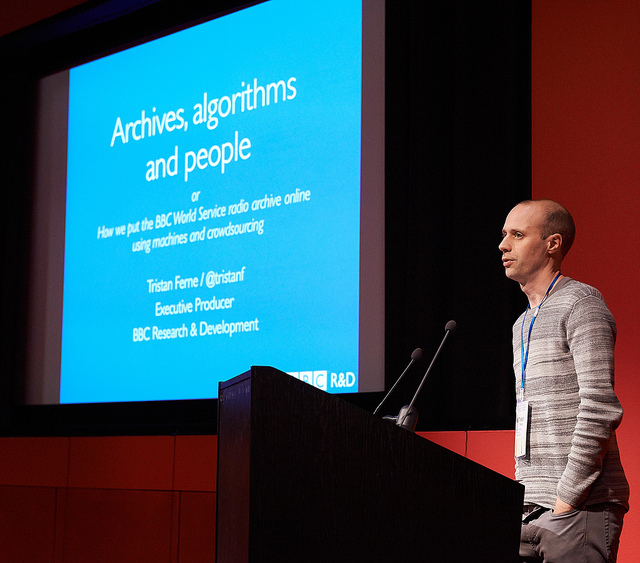 Archives, algorithms
and people
or
How we put the BBC World Service radio archive online
using machines and crowdsourcing
Tristan Ferne / @tristanf
Executive Producer
BBC Research & Development
BBC R&D